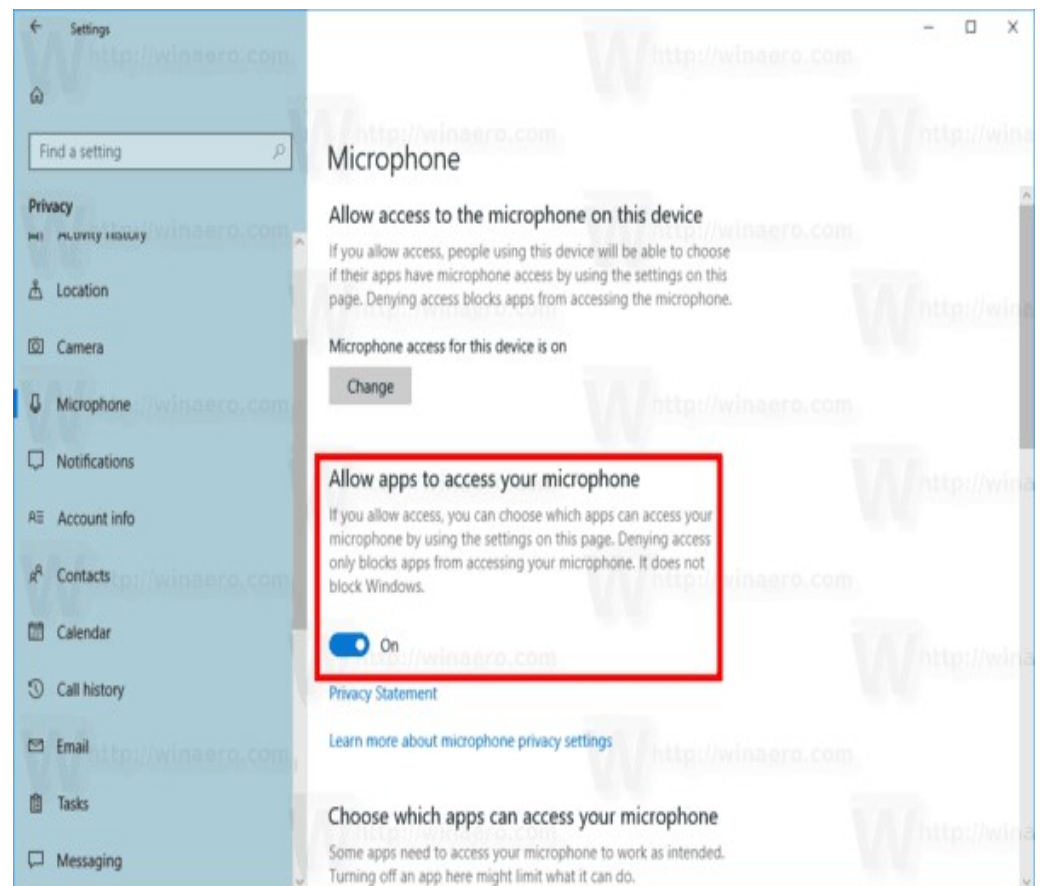 Settings
Find a setting
Privacy
Activity history
Location
Camera
Microphone
Notifications
Account info
Contacts
Calendar
Call history
Email
Tasks
Messaging
Microphone
Allow access to the microphone on this device
If you allow access, people using this device will be able to choose
if their apps have microphone access by using the settings on this
page. Denying access blocks apps from accessing the microphone.
Microphone access for this device is on
Change
Allow apps to access your microphone
If you allow access, you can choose which apps can access your
microphone by using the settings on this page. Denying access
only blocks apps from accessing your microphone. It does not
block Windows.
On
Privacy Statement
Learn more about microphone privacy settings
Choose which apps can access your microphone
Some apps need to access your microphone to work as intended.
Turning off an app here might limit what it can do.
http://winaero.com